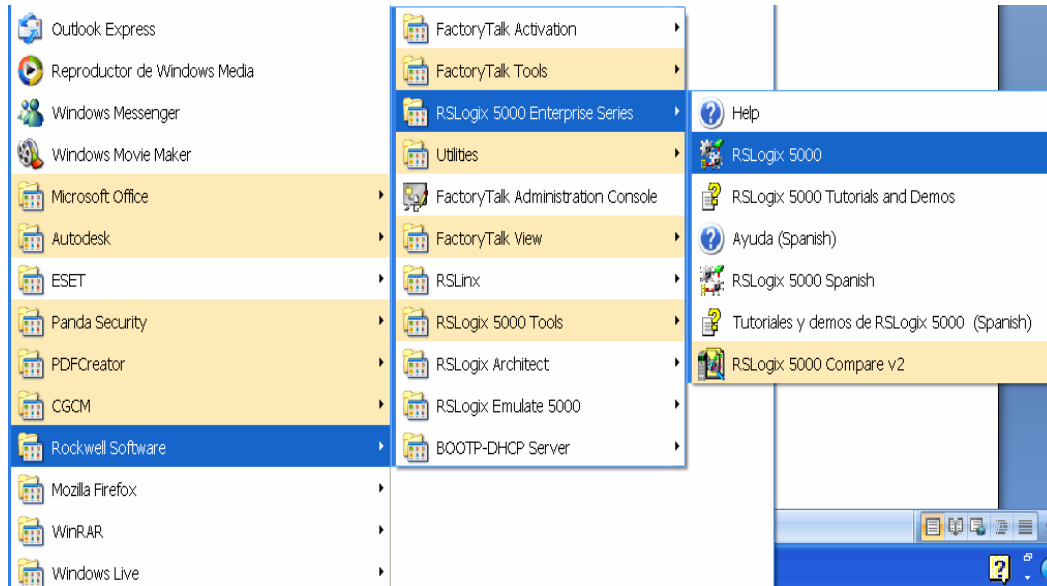 Outlook Express
Reproductor de Windows Media
Windows Messenger
Windows Movie Maker
Microsoft Office
Autodesk
ESET
Panda Security
PDFCreator
CGCM
Rockwell Software
Mozilla Firefox
WinRAR
Windows Live
FactoryTalk Activation
FactoryTalk Tools
RSLogix 5000 Enterprise Series
Utilities
FactoryTalk Administration Console
FactoryTalk View
RSLinx
RSLogix 5000 Tools
RSLogix Architect
RSLogix Emulate 5000
BOOTP-DHCP Server
Help
RSLogix 5000
RSLogix 5000 Tutorials and Demos
Ayuda (Spanish)
RSLogix 5000 Spanish
Tutoriales y demos de RSLogix 5000 (Spanish)
RSLogix 5000 Compare v2